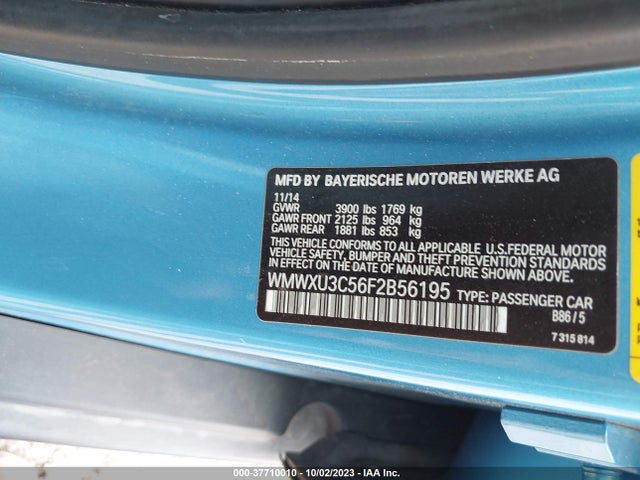 MFD BY BAYERISCHE MOTOREN WERKE AG
11/14
GVWR 3900 lbs 1769 kg
GAWR FRONT 2125 lbs 964 kg
GAWR REAR 1881 lbs 853 kg
THIS VEHICLE CONFORMS TO ALL APPLICABLE U.S.FEDERAL MOTOR
VEHICLE SAFETY, BUMPER AND THEFT PREVENTION STANDARDS
IN EFFECT ON THE DATE OF MANUFACTURE SHOWN ABOVE.
WMWXU3C56F2B56195 TYPE: PASSENGER CAR
B86/5
7315814
000-37710010 - 10/02/2023 - IAA Inc.